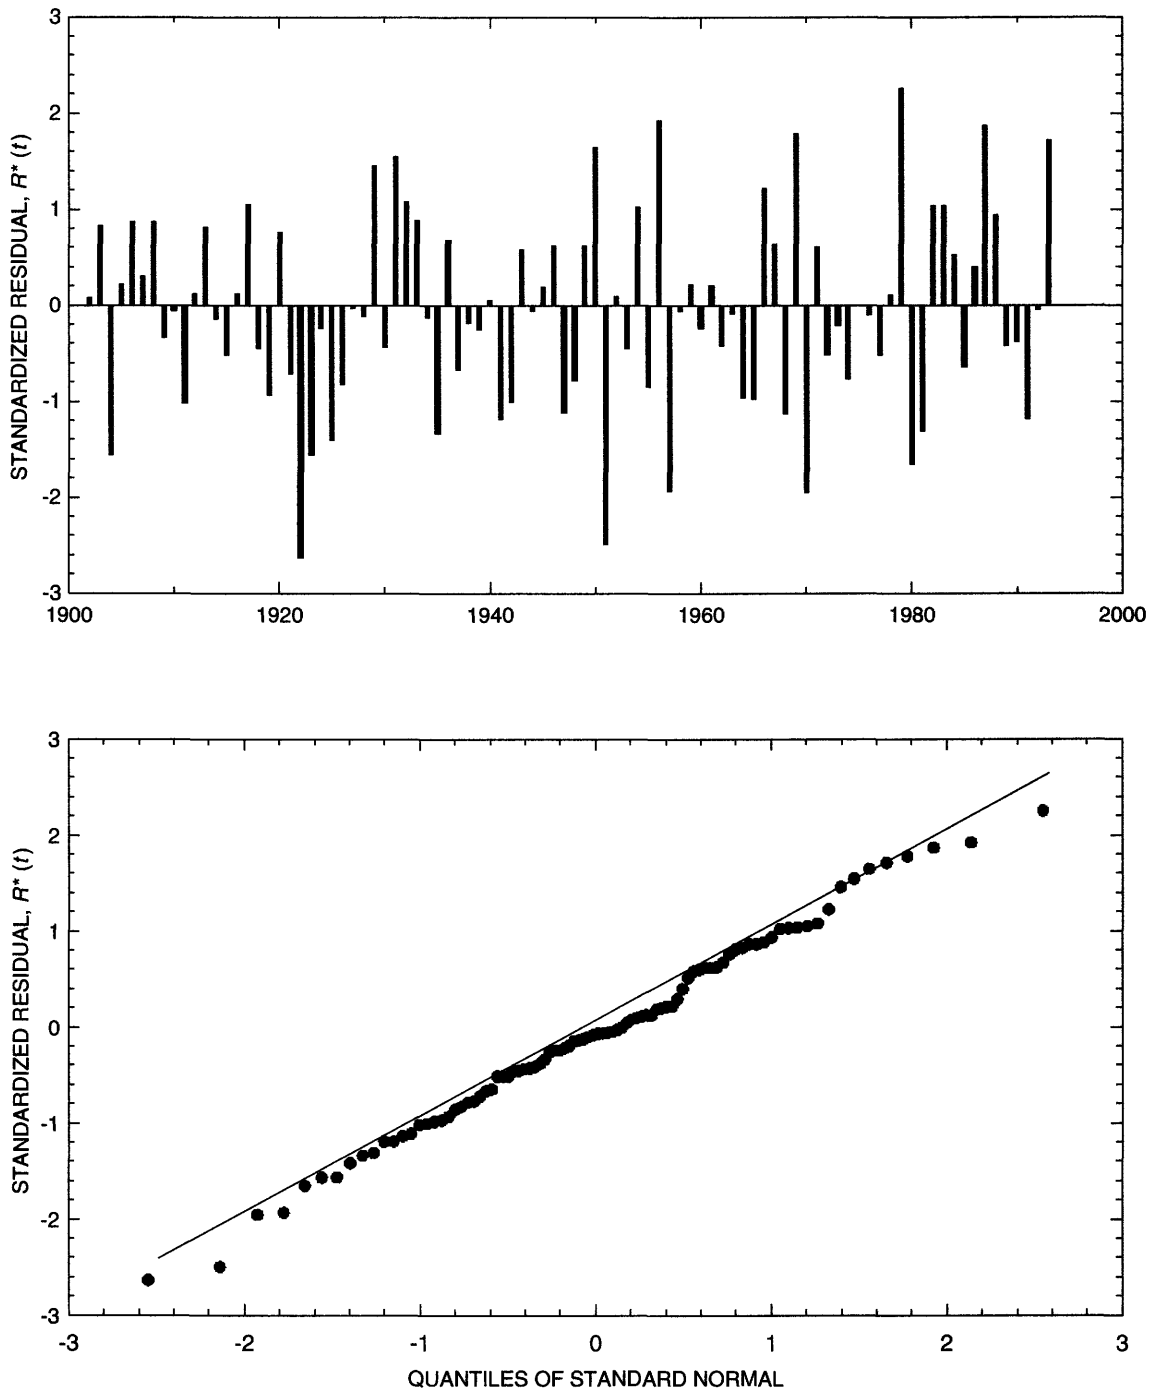 STANDARDIZED RESIDUAL, R* (t)
3
2
1
0
-1
-2
-3
1900 1920 1940 1960 1980 2000
STANDARDIZED RESIDUAL, R* (t)
3
2
1
0
-1
-2
-3
-3 -2 -1 0 1 2 3
QUANTILES OF STANDARD NORMAL